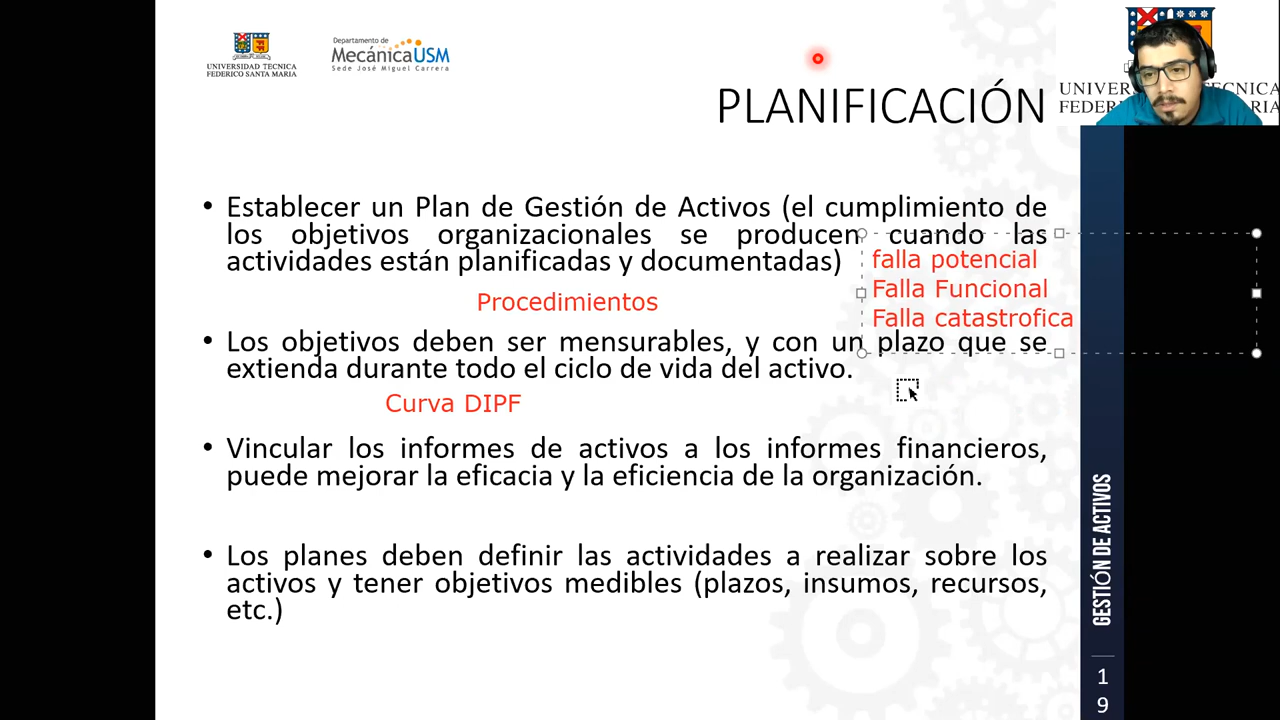 UNIVERSIDAD TECNICA
FEDERICO SANTA MARIA
Departamento de
MecánicaUSM
Sede José Miguel Carrera
PLANIFICACIÓN
• Establecer un Plan de Gestión de Activos (el cumplimiento de
los objetivos organizacionales se producen cuando las
actividades están planificadas y documentadas)
falla potencial
Falla Funcional
Falla catastrofica
Procedimientos
• Los objetivos deben ser mensurables, y con un plazo que se
extienda durante todo el ciclo de vida del activo.
Curva DIPF
• Vincular los informes de activos a los informes financieros,
puede mejorar la eficacia y la eficiencia de la organización.
• Los planes deben definir las actividades a realizar sobre los
activos y tener objetivos medibles (plazos, insumos, recursos,
etc.)
GESTIÓN DE ACTIVOS
1
9